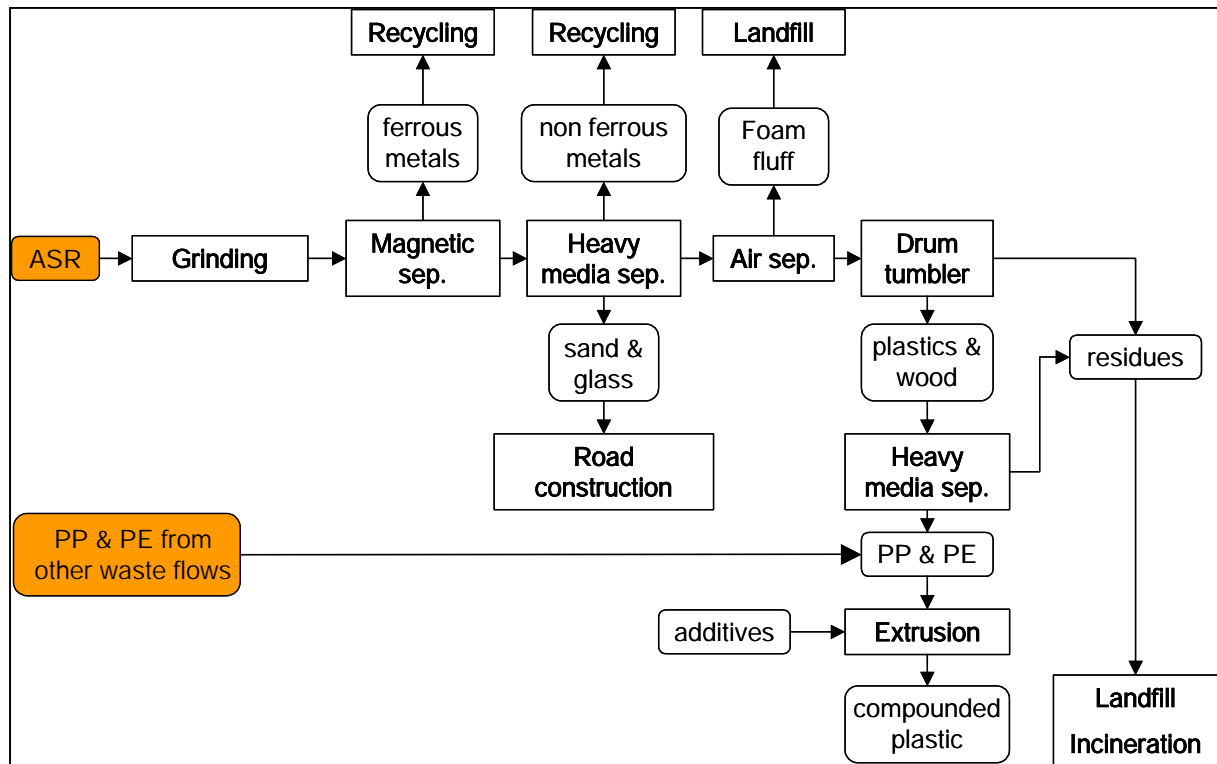 Recycling
Recycling
Landfill
ferrous
metals
non ferrous
metals
Foam
fluff
ASR
Grinding
Magnetic
sep.
Heavy
media sep.
Air sep.
Drum
tumbler
sand &
glass
plastics &
wood
residues
Road
construction
Heavy
media sep.
PP & PE from
other waste flows
PP & PE
additives
Extrusion
compounded
plastic
Landfill
Incineration